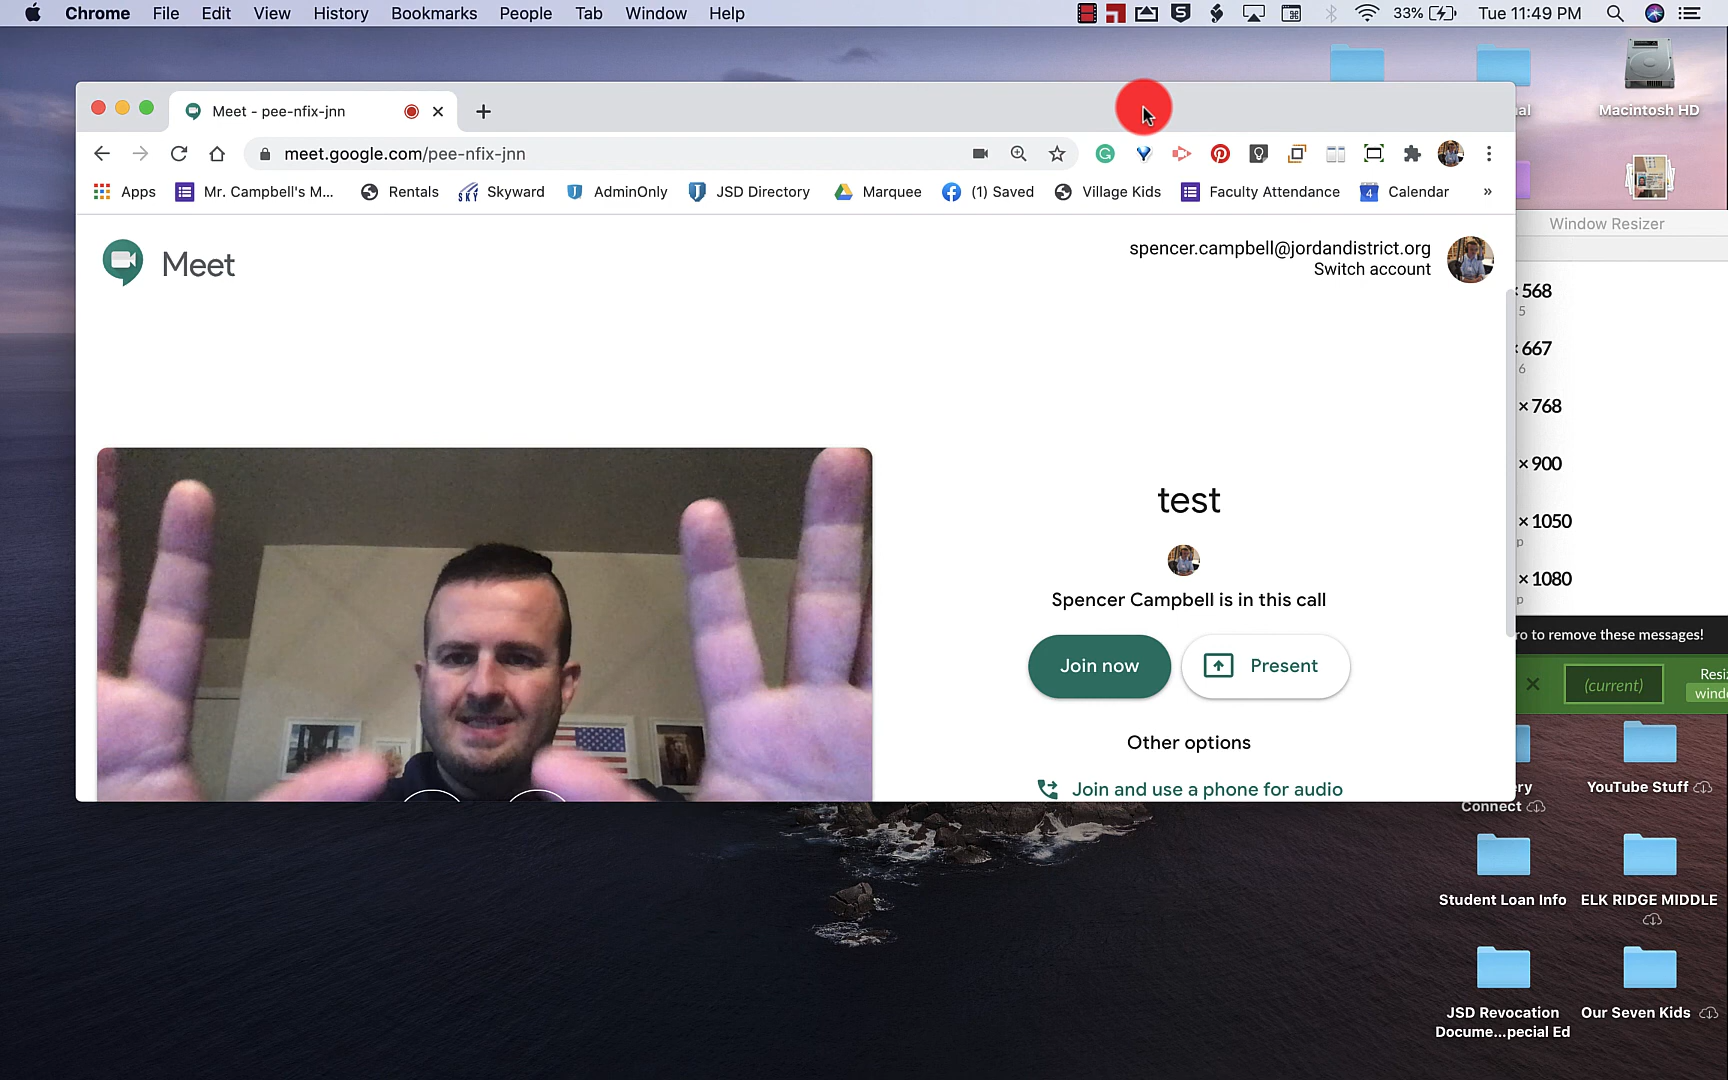 Chrome File Edit View History Bookmarks People Tab Window Help 33% Tue 11:49 PM
Meet - pee-nfix-jnn
meet.google.com/pee-nfix-jnn
Apps Mr. Campbell's M... Rentals Skyward AdminOnly JSD Directory Marquee (1) Saved Village Kids Faculty Attendance Calendar »
Meet
spencer.campbell@jordandistrict.org
Switch account
test
Spencer Campbell is in this call
Join now
Present
Other options
Join and use a phone for audio
Macintosh HD
Window Resizer
× 568
5
× 667
6
× 768
× 900
× 1050
p
× 1080
p
ro to remove these messages!
(current)
YouTube Stuff
Connect
Student Loan Info
ELK RIDGE MIDDLE
JSD Revocation
Docume...pecial Ed
Our Seven Kids